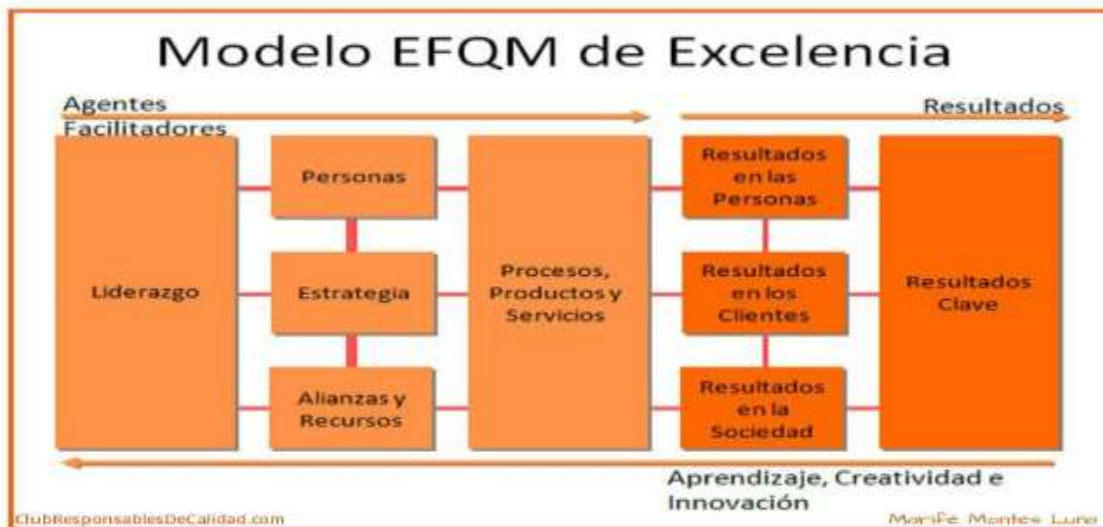 Modelo EFQM de Excelencia
Agentes
Facilitadores
Resultados
Liderazgo
Personas
Estrategia
Alianzas y
Recursos
Procesos,
Productos y
Servicios
Resultados
en las
Personas
Resultados
en los
Clientes
Resultados
en la
Sociedad
Resultados
Clave
Aprendizaje, Creatividad e
Innovación
ClubResponsablesDeCalidad.com
Marifé Montes Luna